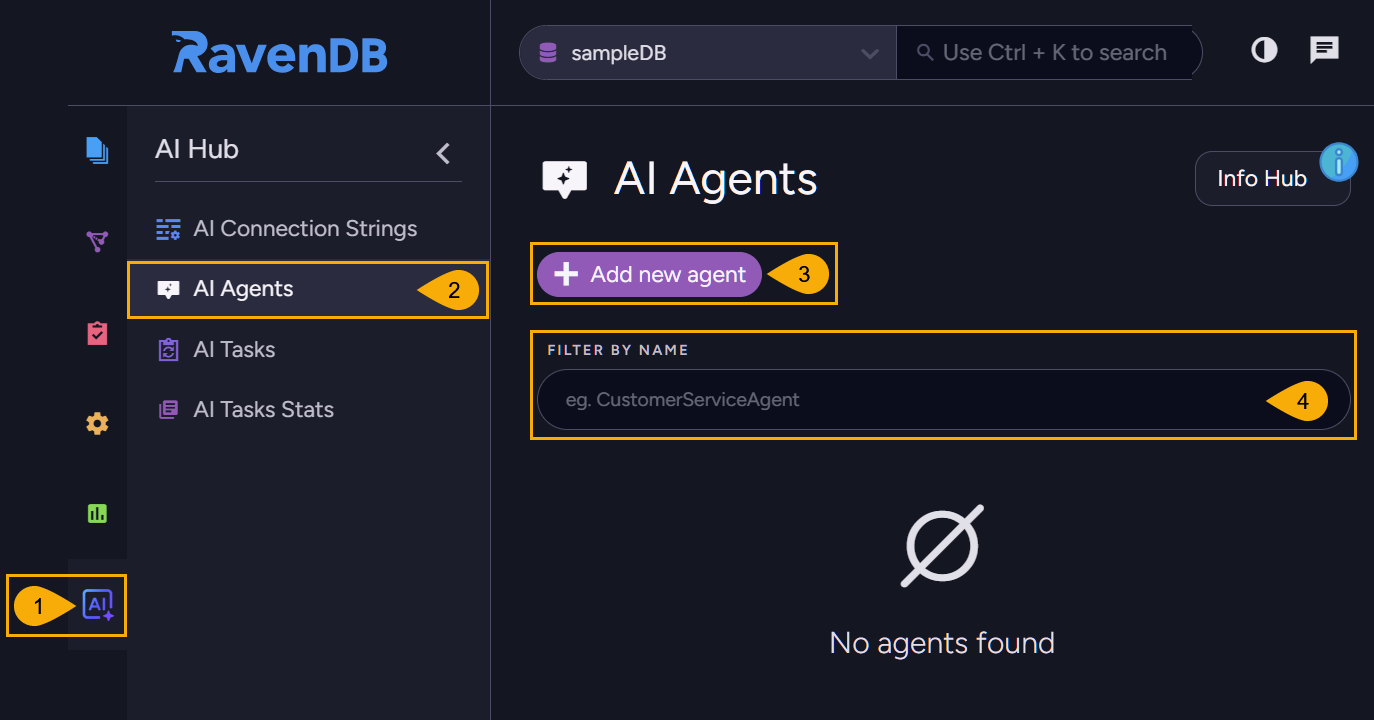 RavenDB
sampleDB
Use Ctrl + K to search
AI Hub
AI Connection Strings
AI Agents
2
AI Tasks
AI Tasks Stats
1
AI
AI Agents
Info Hub
i
Add new agent
3
FILTER BY NAME
eg. CustomerServiceAgent
4
No agents found